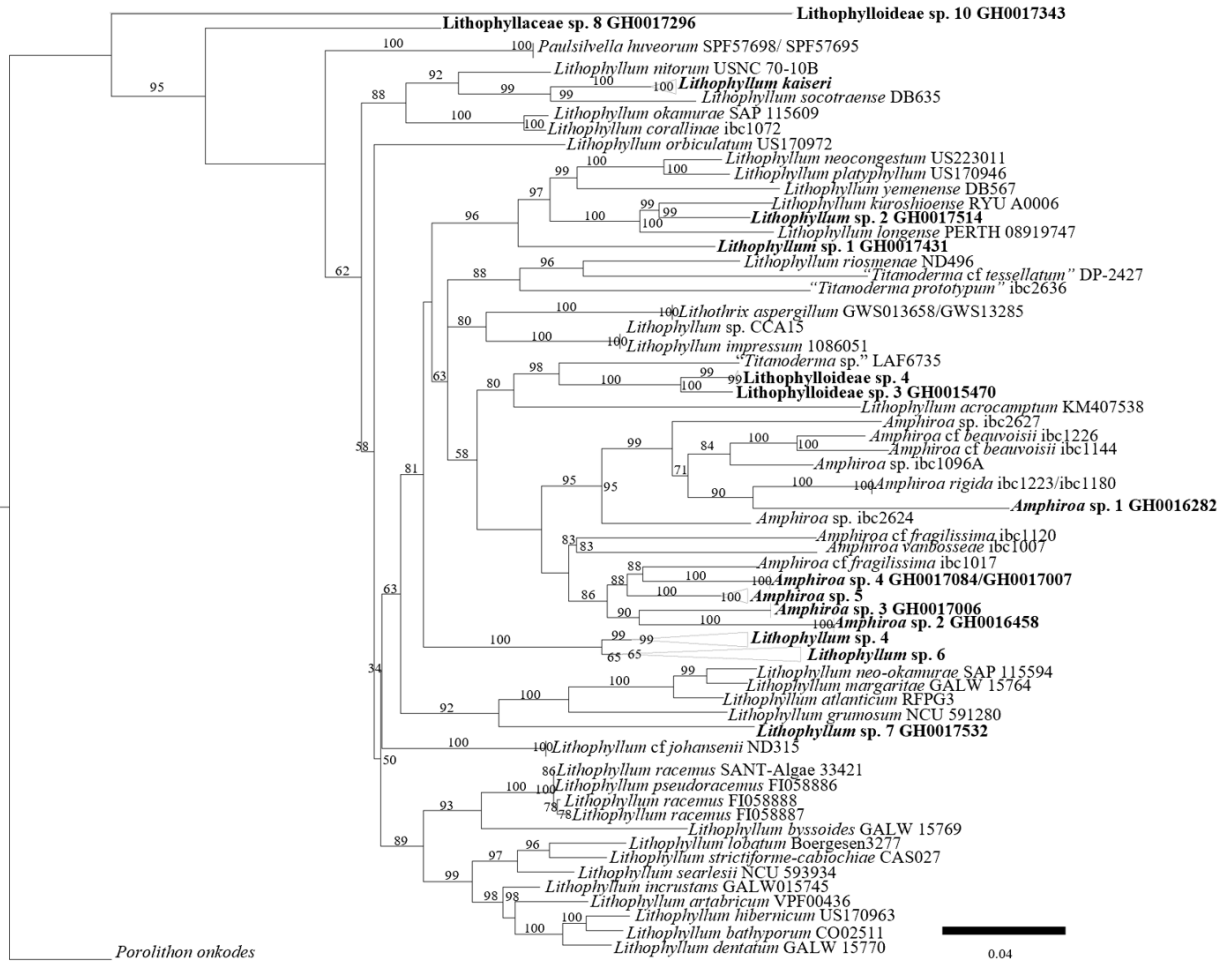 Lithophylloideae sp. 10 GH0017343
Lithophyllaceae sp. 8 GH0017296
100 100 Paulsilvella huveorum SPF57698/ SPF57695
95
Lithophyllum nitorum USNC 70-10B
92 100 100 Lithophyllum kaiseri
88 99 99 Lithophyllum socotraense DB635
Lithophyllum okamurae SAP 115609
100 100 Lithophyllum corallinae ibc1072
Lithophyllum orbiculatum US170972
100 Lithophyllum neocongestum US223011
99 100 Lithophyllum platyphyllum US170946
97 Lithophyllum yemenense DB567
99 Lithophyllum kuroshioense RYU A0006
96 100 100 99 Lithophyllum sp. 2 GH0017514
Lithophyllum longense PERTH 08919747
Lithophyllum sp. 1 GH0017431
96 Lithophyllum riosmenae ND496
62 88 “Titanoderma cf tessellatum” DP-2427
“Titanoderma prototypum” ibc2636
100 100 Lithothrix aspergillum GWS013658/GWS13285
80 Lithophyllum sp. CCA15
100 100 Lithophyllum impressum 1086051
98 “Titanoderma sp.” LAF6735
63 99 99 Lithophylloideae sp. 4
80 100 100 Lithophylloideae sp. 3 GH0015470
Lithophyllum acrocamptum KM407538
Amphiroa sp. ibc2627
99 84 100 Amphiroa cf beauvoisii ibc1226
58 58 100 Amphiroa cf beauvoisii ibc1144
81 71 Amphiroa sp. ibc1096A
95 95 100 100 Amphiroa rigida ibc1223/ibc1180
90 Amphiroa sp. 1 GH0016282
Amphiroa sp. ibc2624
83 Amphiroa cf fragilissima ibc1120
83 Amphiroa vanbosseae ibc1007
88 Amphiroa cf fragilissima ibc1017
88 100 100 Amphiroa sp. 4 GH0017084/GH0017007
63 86 100 100 Amphiroa sp. 5
90 Amphiroa sp. 3 GH0017006
100 100 Amphiroa sp. 2 GH0016458
100 99 99 Lithophyllum sp. 4
65 65 Lithophyllum sp. 6
34 99 Lithophyllum neo-okamurae SAP 115594
100 Lithophyllum margaritae GALW 15764
100 Lithophyllum atlanticum RFPG3
92 Lithophyllum grumosum NCU 591280
Lithophyllum sp. 7 GH0017532
100 100 Lithophyllum cf johansenii ND315
50
86 Lithophyllum racemus SANT-Algae 33421
100 100 Lithophyllum pseudoracemus FI058886
93 Lithophyllum racemus FI058888
78 78 Lithophyllum racemus FI058887
Lithophyllum byssoides GALW 15769
89 96 Lithophyllum lobatum Boergesen3277
97 Lithophyllum strictiforme-cabiochiae CAS027
99 Lithophyllum searlesii NCU 593934
Lithophyllum incrustans GALW015745
98 98 Lithophyllum artabricum VPF00436
100 Lithophyllum hibernicum US170963
100 Lithophyllum bathyporum CO02511
Lithophyllum dentatum GALW 15770
Porolithon onkodes
0.04